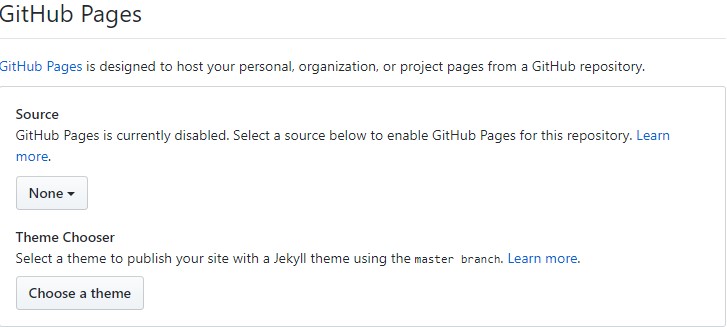 GitHub Pages
GitHub Pages is designed to host your personal, organization, or project pages from a GitHub repository.
Source
GitHub Pages is currently disabled. Select a source below to enable GitHub Pages for this repository. Learn
more.
None
Theme Chooser
Select a theme to publish your site with a Jekyll theme using the master branch. Learn more.
Choose a theme